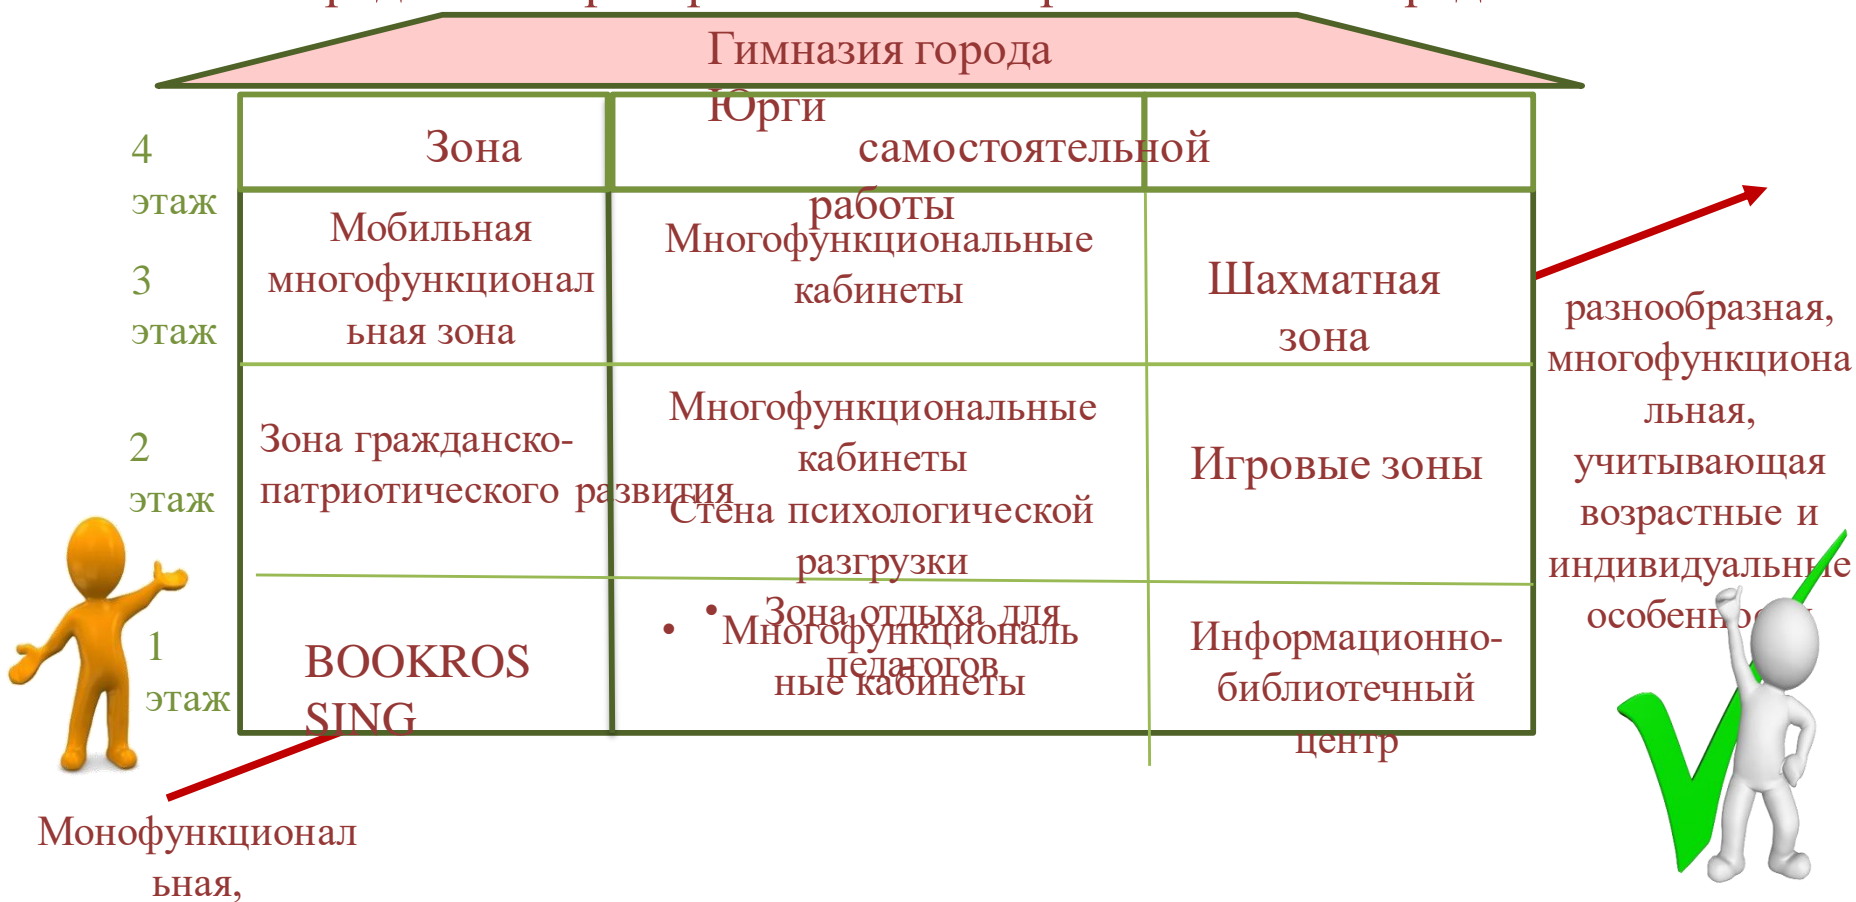 Гимназия города
Юрги
4
этаж
Зона
самостоятельной
работы
3
этаж
Мобильная
многофункционал
ьная зона
Многофункциональные
кабинеты
Шахматная
зона
2
этаж
Зона гражданско-
патриотического развития
Многофункциональные
кабинеты
Стена психологической
разгрузки
• Зона отдыха для
педагогов
Игровые зоны
1
этаж
BOOKROS
SING
• Многофункциональ
ные кабинеты
Информационно-
библиотечный
центр
разнообразная,
многофункциона
льная,
учитывающая
возрастные и
индивидуальные
Монофункционал
ьная,